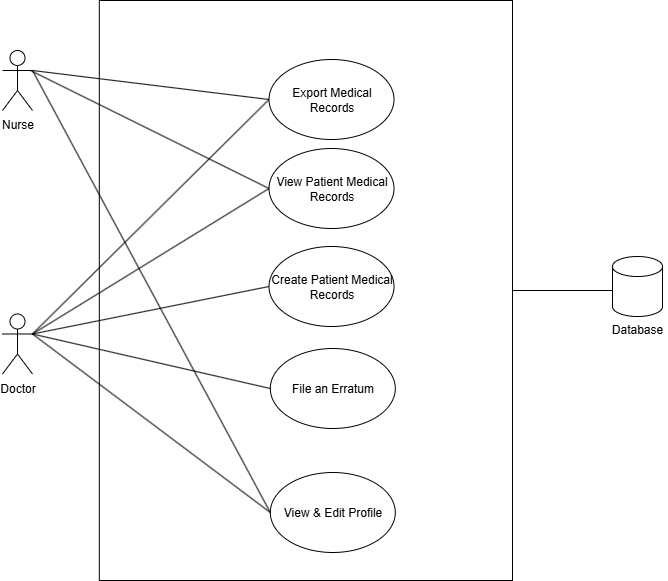 Export Medical
Records
Nurse
View Patient Medical
Records
Create Patient Medical
Records
Database
Doctor
File an Erratum
View & Edit Profile